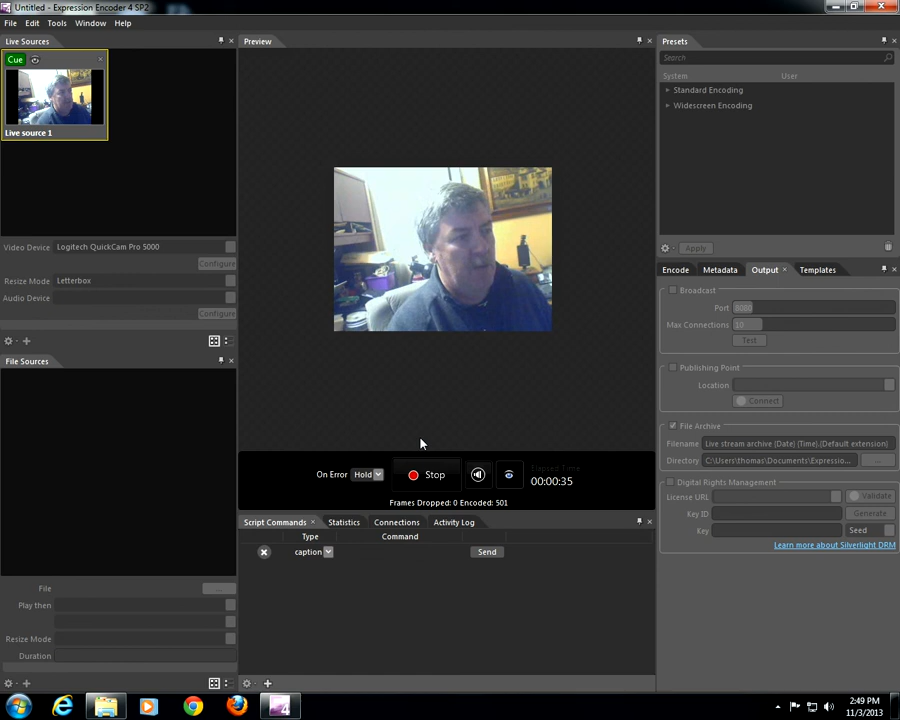 Untitled - Expression Encoder 4 SP2
File Edit Tools Window Help
Live Sources
Cue
Live source 1
Video Device Logitech QuickCam Pro 5000
Configure
Resize Mode Letterbox
Audio Device
Configure
File Sources
File ...
Play then
Resize Mode
Duration
Preview
On Error Hold Stop Elapsed Time
00:00:35
Frames Dropped: 0 Encoded: 501
Script Commands × Statistics Connections Activity Log
Type Command
caption Send
Presets
Search
System User
Standard Encoding
Widescreen Encoding
Apply
Encode Metadata Output × Templates
Broadcast
Port 8080
Max Connections 10
Test
Publishing Point
Location
Connect
File Archive
Filename Live stream archive {Date} {Time}.{Default extension}
Directory C:\Users\thomas\Documents\Expressio... ...
Digital Rights Management
License URL Validate
Key ID Generate
Key Seed
Learn more about Silverlight DRM
2:49 PM
11/3/2013